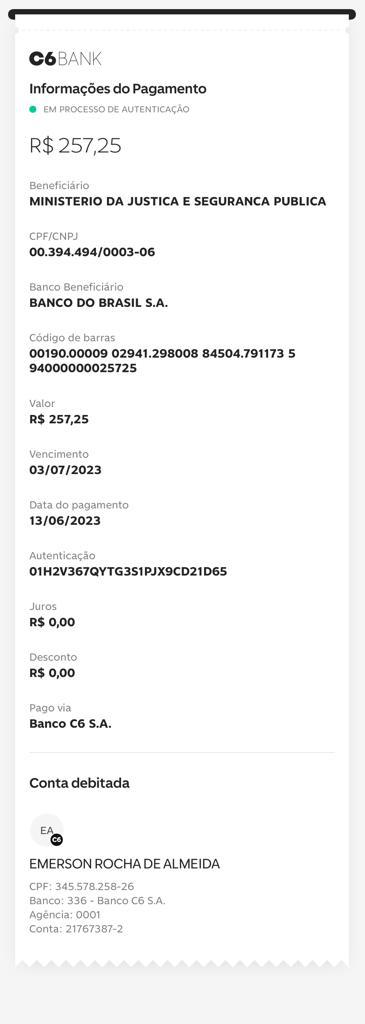 C6BANK
Informações do Pagamento
EM PROCESSO DE AUTENTICAÇÃO
R$ 257,25
Beneficiário
MINISTERIO DA JUSTICA E SEGURANCA PUBLICA
CPF/CNPJ
00.394.494/0003-06
Banco Beneficiário
BANCO DO BRASIL S.A.
Código de barras
00190.00009 02941.298008 84504.791173 5
94000000025725
Valor
R$ 257,25
Vencimento
03/07/2023
Data do pagamento
13/06/2023
Autenticação
01H2V367QYTG3S1PJX9CD21D65
Juros
R$ 0,00
Desconto
R$ 0,00
Pago via
Banco C6 S.A.
Conta debitada
EA
C6
EMERSON ROCHA DE ALMEIDA
CPF: 345.578.258-26
Banco: 336 - Banco C6 S.A.
Agência: 0001
Conta: 21767387-2